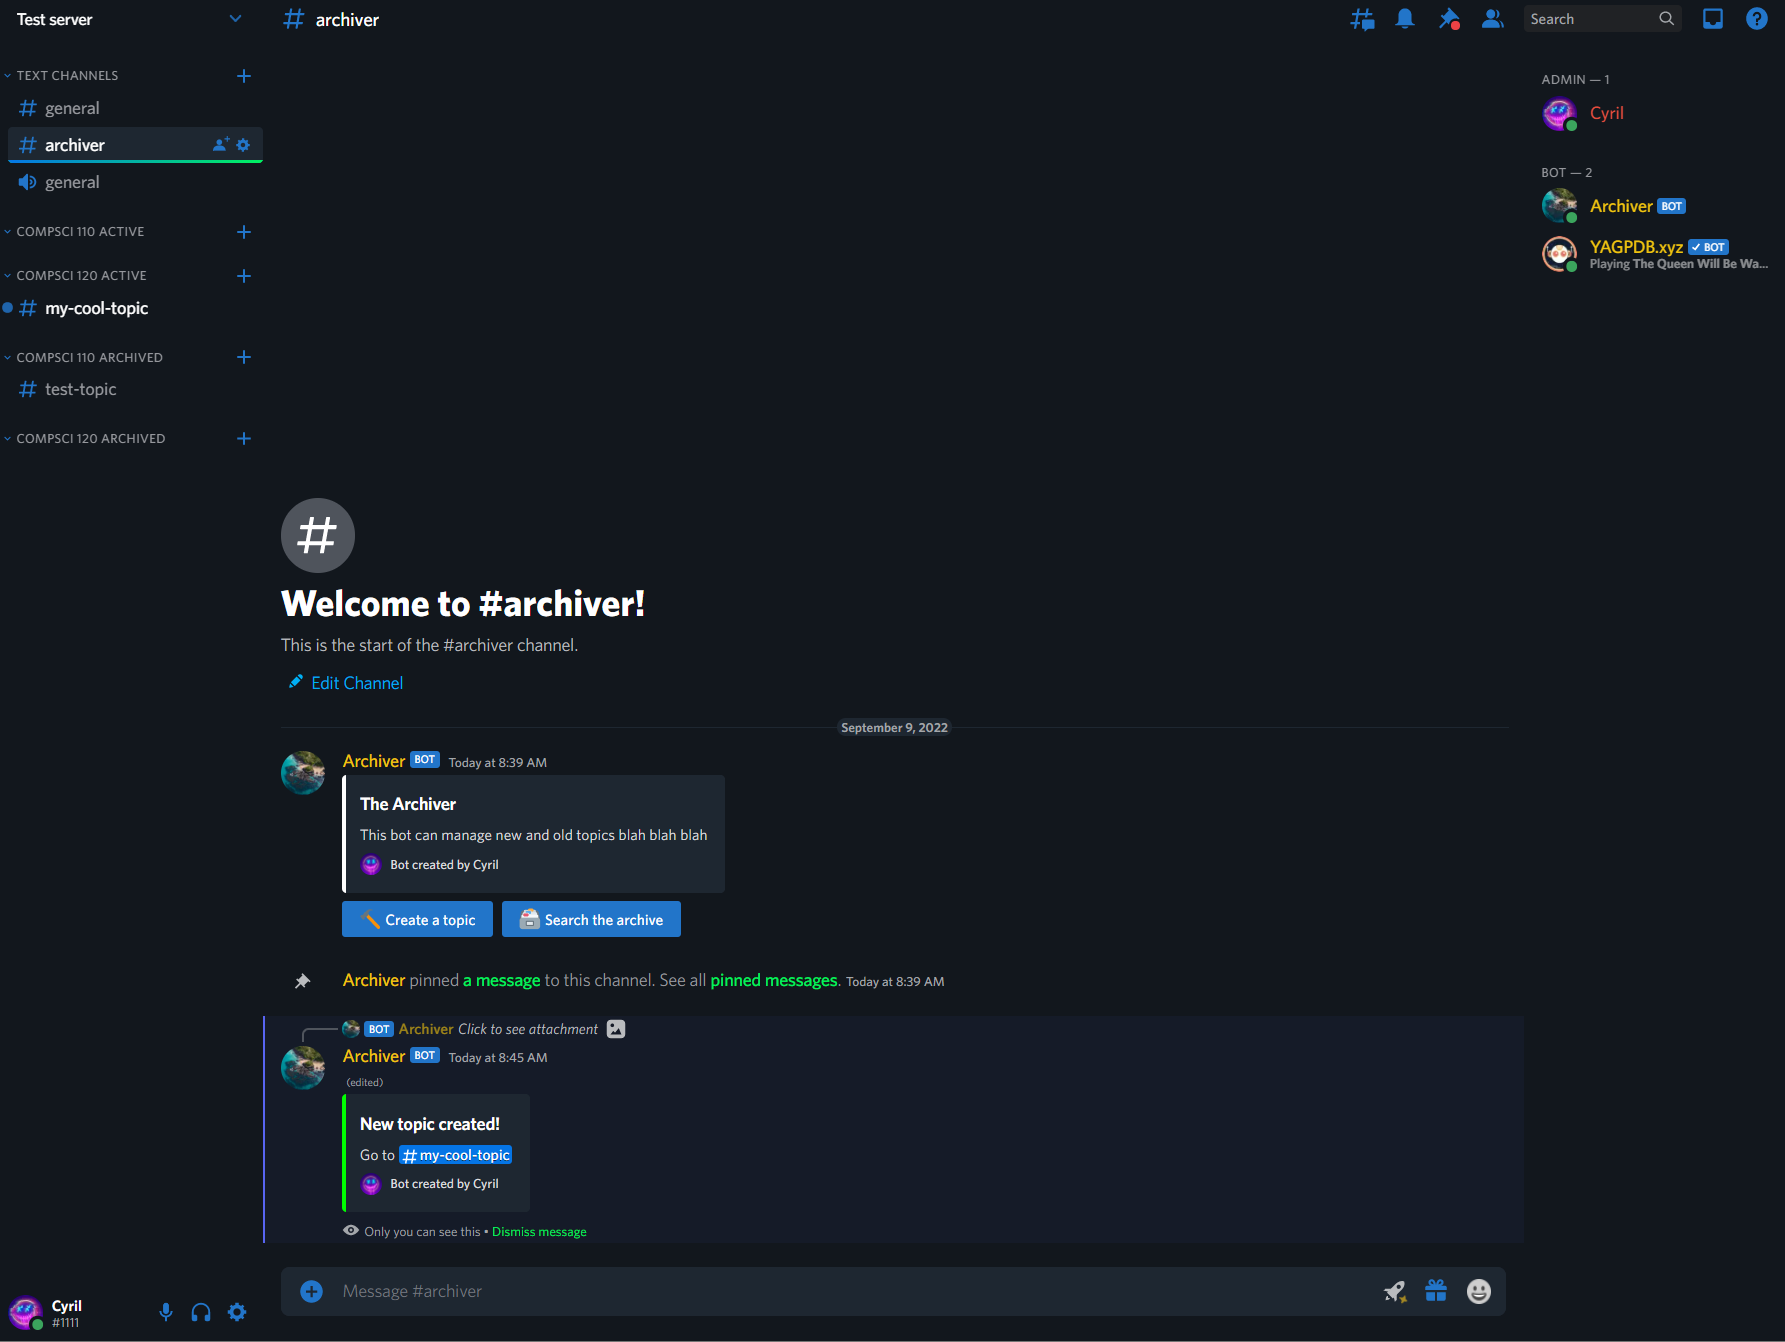 Test server
TEXT CHANNELS
general
archiver
general
COMPSCI 110 ACTIVE
COMPSCI 120 ACTIVE
my-cool-topic
COMPSCI 110 ARCHIVED
test-topic
COMPSCI 120 ARCHIVED
Cyril
#1111
# archiver
Search
Welcome to #archiver!
This is the start of the #archiver channel.
Edit Channel
September 9, 2022
Archiver BOT Today at 8:39 AM
The Archiver
This bot can manage new and old topics blah blah blah
Bot created by Cyril
Create a topic
Search the archive
Archiver pinned a message to this channel. See all pinned messages. Today at 8:39 AM
BOT Archiver Click to see attachment
Archiver BOT Today at 8:45 AM
(edited)
New topic created!
Go to # my-cool-topic
Bot created by Cyril
Only you can see this • Dismiss message
Message #archiver
ADMIN — 1
Cyril
BOT — 2
Archiver BOT
YAGPDB.xyz ✓ BOT
Playing The Queen Will Be Wa...